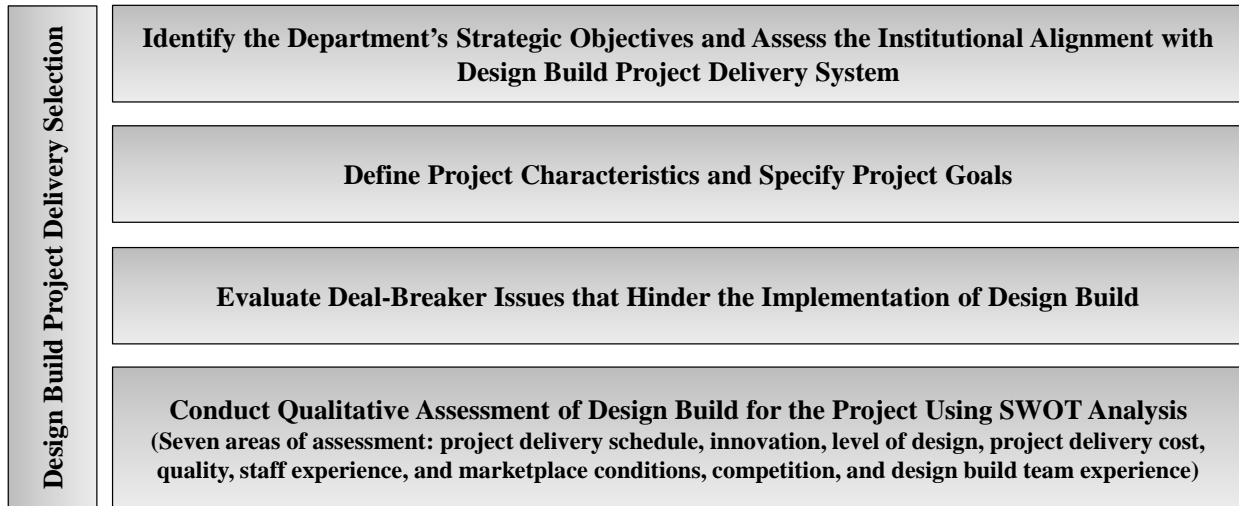 Design Build Project Delivery Selection
Identify the Department's Strategic Objectives and Assess the Institutional Alignment with
Design Build Project Delivery System
Define Project Characteristics and Specify Project Goals
Evaluate Deal-Breaker Issues that Hinder the Implementation of Design Build
Conduct Qualitative Assessment of Design Build for the Project Using SWOT Analysis
(Seven areas of assessment: project delivery schedule, innovation, level of design, project delivery cost,
quality, staff experience, and marketplace conditions, competition, and design build team experience)